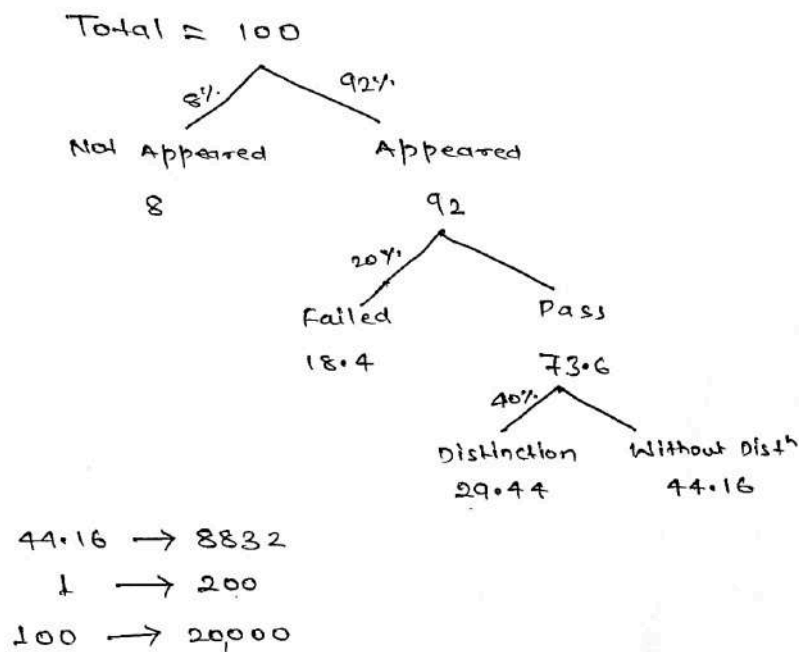 Total = 100
8% 92%
Not Appeared Appeared
8 92
20%
Failed Pass
18.4 73.6
40%
Distinction Without Distⁿ
29.44 44.16
44.16 → 8832
1 → 200
100 → 20,000